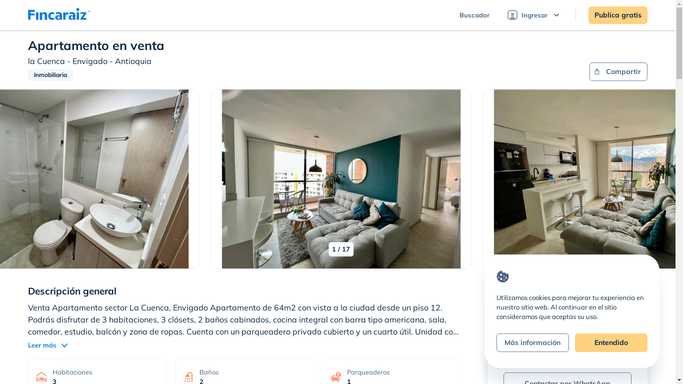 Fincaraiz
Buscador
Ingresar
Publica gratis
Apartamento en venta
la Cuenca - Envigado - Antioquia
Inmobiliaria
Compartir
1 / 17
Descripción general
Venta Apartamento sector La Cuenca, Envigado Apartamento de 64m2 con vista a la ciudad desde un piso 12.
Podrás disfrutar de 3 habitaciones, 3 clósets, 2 baños cabinados, cocina integral con barra tipo americana, sala,
comedor, estudio, balcón y zona de ropas. Cuenta con un parqueadero privado cubierto y un cuarto útil. Unidad co...
Leer más
Habitaciones
3
Baños
2
Parqueaderos
1
Utilizamos cookies para mejorar tu experiencia en
nuestro sitio web. Al continuar en el sitio
consideramos que aceptas su uso.
Más información
Entendido
Contactar por WhatsApp